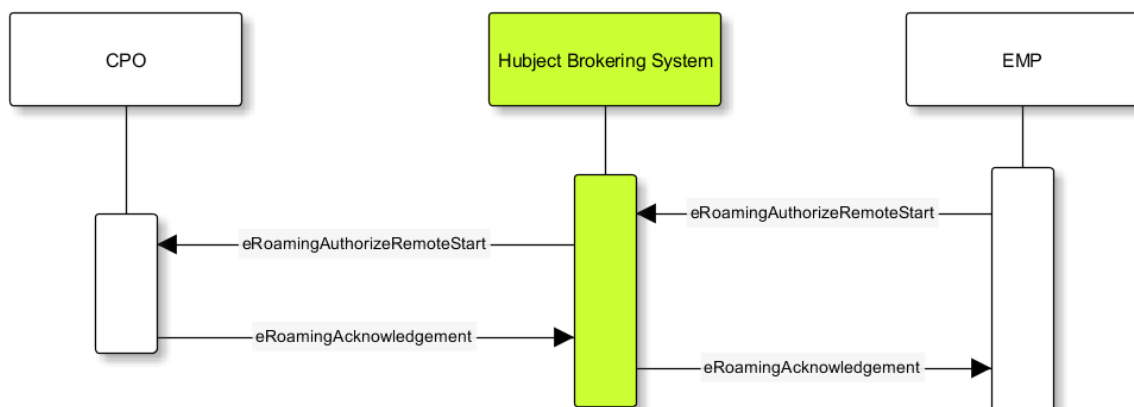 CPO
Hubject Brokering System
EMP
eRoamingAuthorizeRemoteStart
eRoamingAuthorizeRemoteStart
eRoamingAcknowledgement
eRoamingAcknowledgement